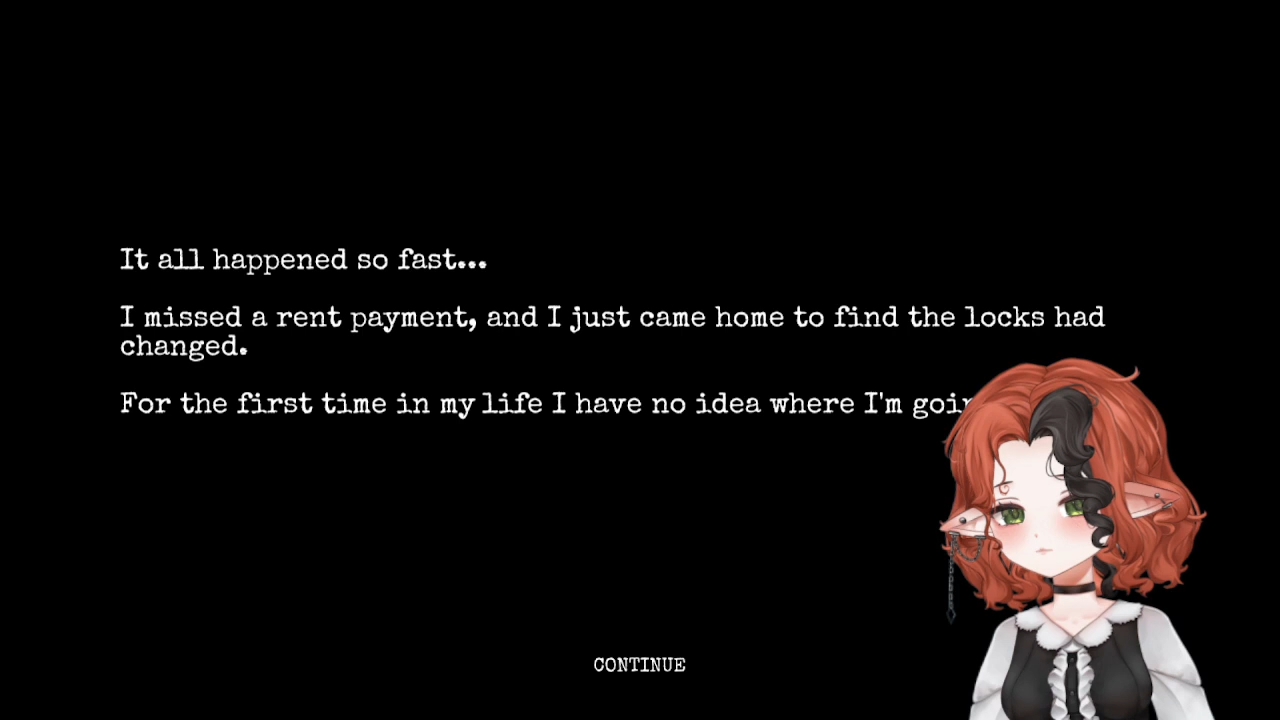 It all happened so fast...
I missed a rent payment, and I just came home to find the locks had
changed.
For the first time in my life I have no idea where I'm
CONTINUE